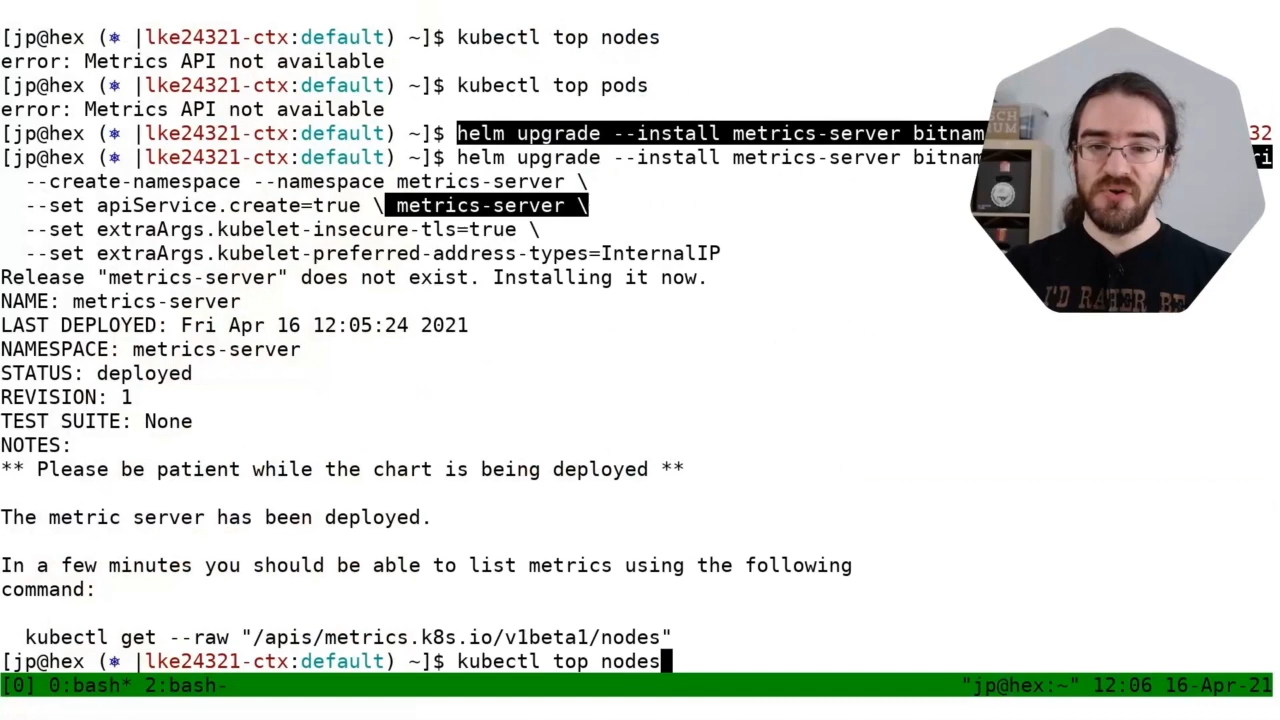 [jp@hex (⎈ |lke24321-ctx:default) ~]$ kubectl top nodes
error: Metrics API not available
[jp@hex (⎈ |lke24321-ctx:default) ~]$ kubectl top pods
error: Metrics API not available
[jp@hex (⎈ |lke24321-ctx:default) ~]$ helm upgrade --install metrics-server bitnam 32
[jp@hex (⎈ |lke24321-ctx:default) ~]$ helm upgrade --install metrics-server bitnam ri
--create-namespace --namespace metrics-server \
--set apiService.create=true \ metrics-server \
--set extraArgs.kubelet-insecure-tls=true \
--set extraArgs.kubelet-preferred-address-types=InternalIP
Release "metrics-server" does not exist. Installing it now.
NAME: metrics-server
LAST DEPLOYED: Fri Apr 16 12:05:24 2021
NAMESPACE: metrics-server
STATUS: deployed
REVISION: 1
TEST SUITE: None
NOTES:
** Please be patient while the chart is being deployed **
The metric server has been deployed.
In a few minutes you should be able to list metrics using the following
command:
kubectl get --raw "/apis/metrics.k8s.io/v1beta1/nodes"
[jp@hex (⎈ |lke24321-ctx:default) ~]$ kubectl top nodes
[0] 0:bash* 2:bash- "jp@hex:~" 12:06 16-Apr-21
I'D RATHER BE